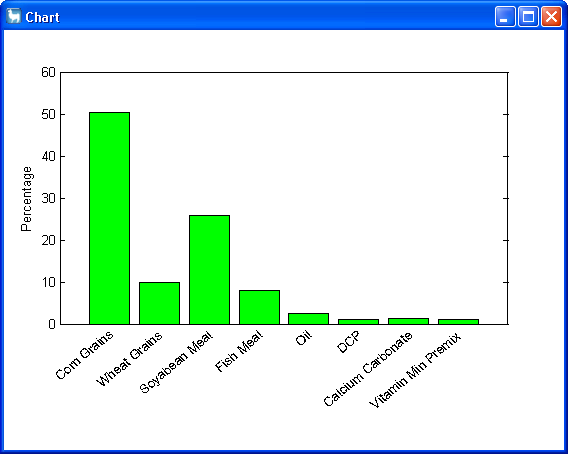 Chart
60
50
40
30
20
10
0
Percentage
Corn Grains
Wheat Grains
Soyabean Meal
Fish Meal
Oil
DCP
Calcium Carbonate
Vitamin Min Premix